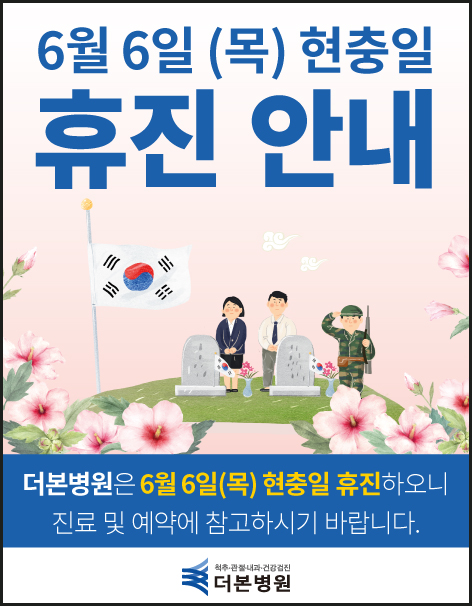 6월 6일 (목) 현충일
휴진 안내
더본병원은 6월 6일(목) 현충일 휴진하오니
진료 및 예약에 참고하시기 바랍니다.
척추·관절·내과·건강검진
더본병원